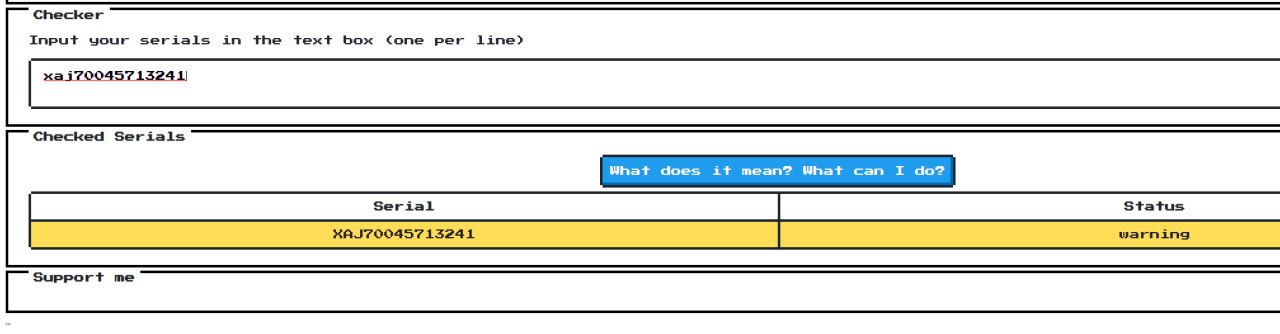 Checker
Input your serials in the text box (one per line)
xaj70045713241
Checked Serials
What does it mean? What can I do?
Serial Status
XAJ70045713241 warning
Support me